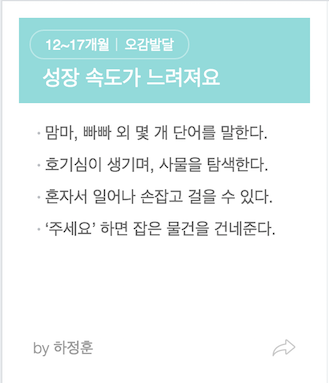 12~17개월 | 오감발달
성장 속도가 느려져요
· 맘마, 빠빠 외 몇 개 단어를 말한다.
· 호기심이 생기며, 사물을 탐색한다.
· 혼자서 일어나 손잡고 걸을 수 있다.
· ‘주세요’ 하면 잡은 물건을 건네준다.
by 하정훈